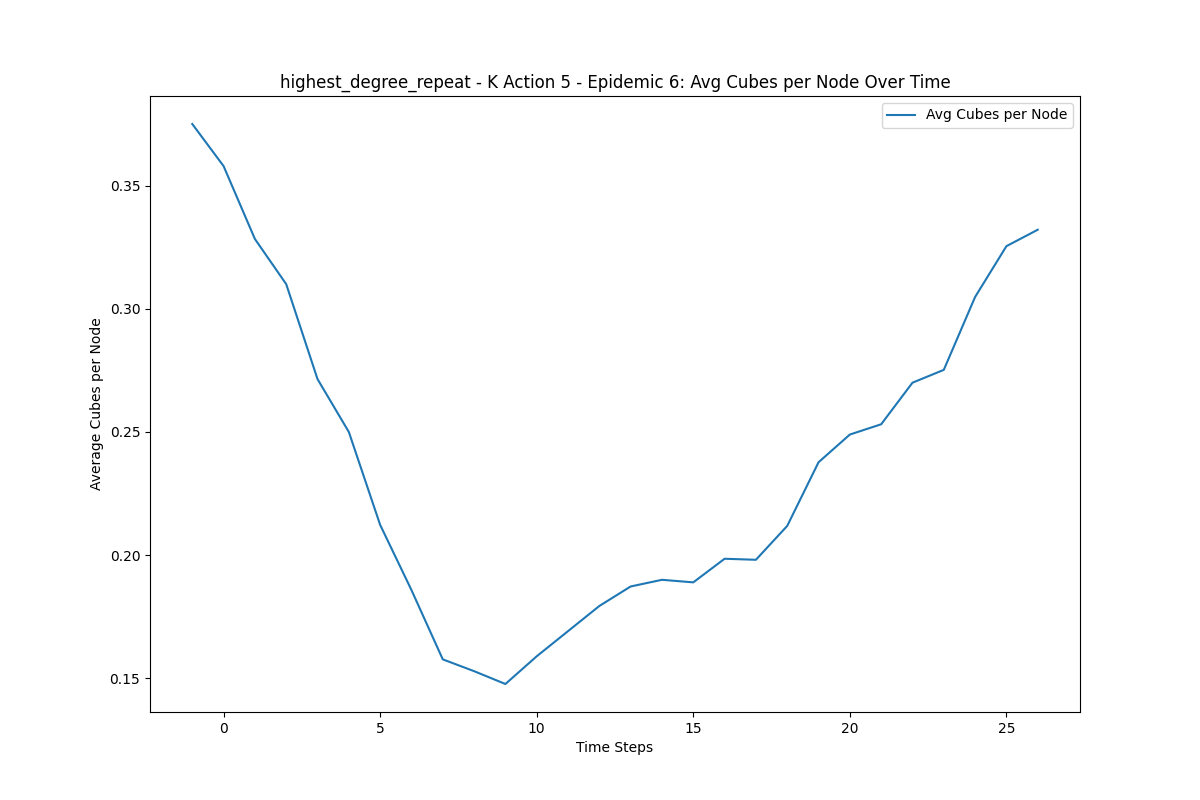 highest_degree_repeat - K Action 5 - Epidemic 6: Avg Cubes per Node Over Time
Avg Cubes per Node
Average Cubes per Node
0.35
0.30
0.25
0.20
0.15
0 5 10 15 20 25
Time Steps